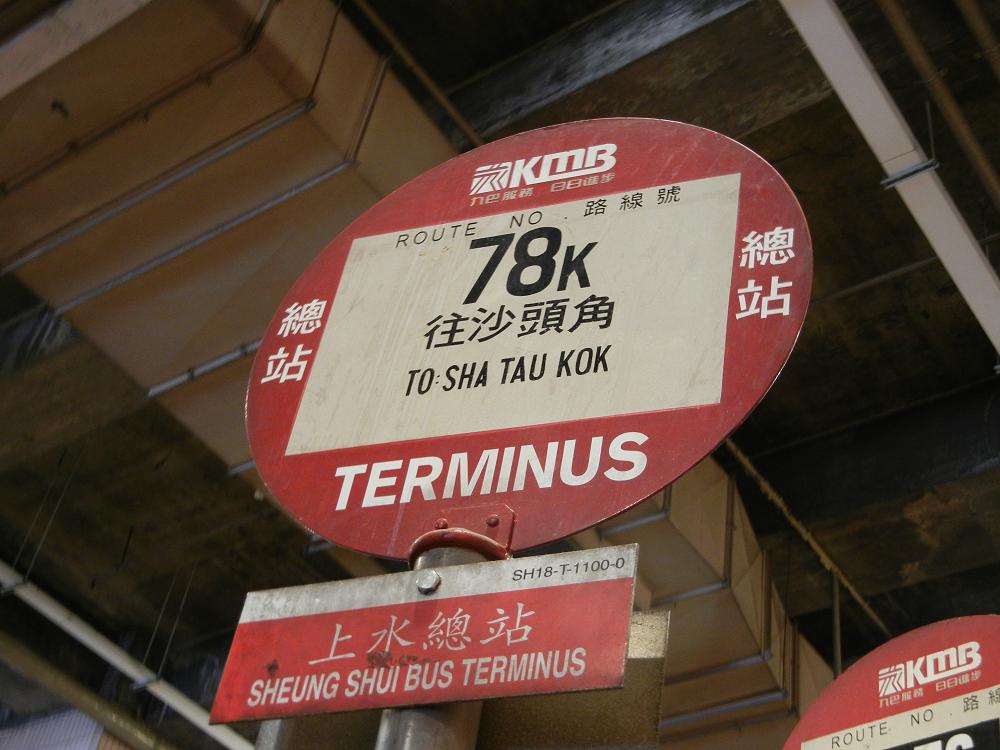 KMB
九巴服務 日日進步
ROUTE NO. 路線號
78K
往沙頭角
TO: SHA TAU KOK
總站
總站
TERMINUS
SH18-T-1100-0
上水總站
SHEUNG SHUI BUS TERMINUS
KMB
九巴服務 日日進步
ROUTE NO. 路線